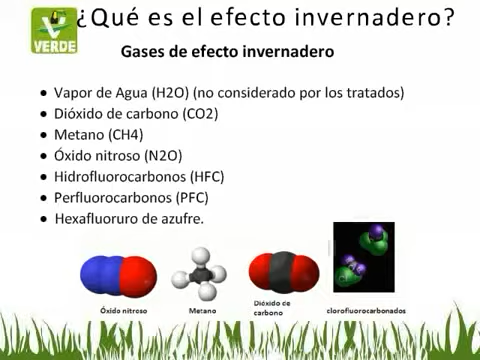 ¿Qué es el efecto invernadero?
VERDE
Gases de efecto invernadero
• Vapor de Agua (H2O) (no considerado por los tratados)
• Dióxido de carbono (CO2)
• Metano (CH4)
• Óxido nitroso (N2O)
• Hidrofluorocarbonos (HFC)
• Perfluorocarbonos (PFC)
• Hexafluoruro de azufre.
Óxido nitroso
Metano
Dióxido de
carbono
clorofluorocarbonados